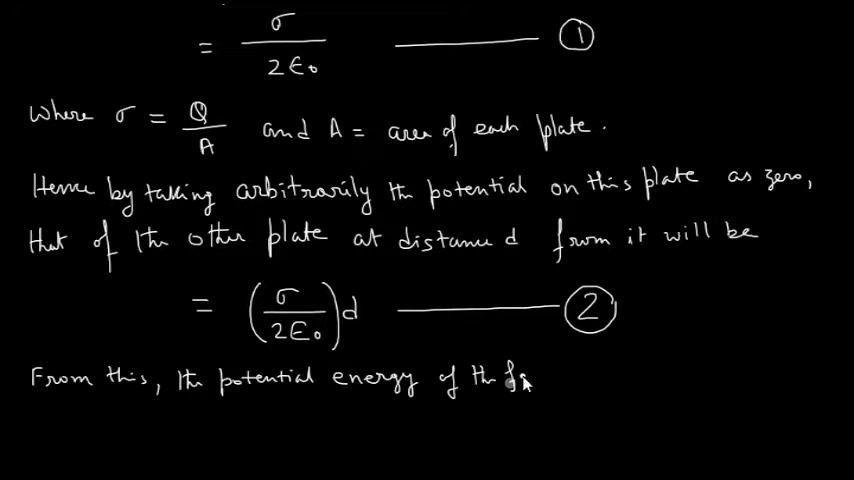 = σ / 2ε₀ ——— ①
Where σ = Q / A and A = area of each plate.
Hence by taking arbitrarily the potential on this plate as zero,
that of the other plate at distance d from it will be
= (σ / 2ε₀) d ——— ②
From this, the potential energy of the